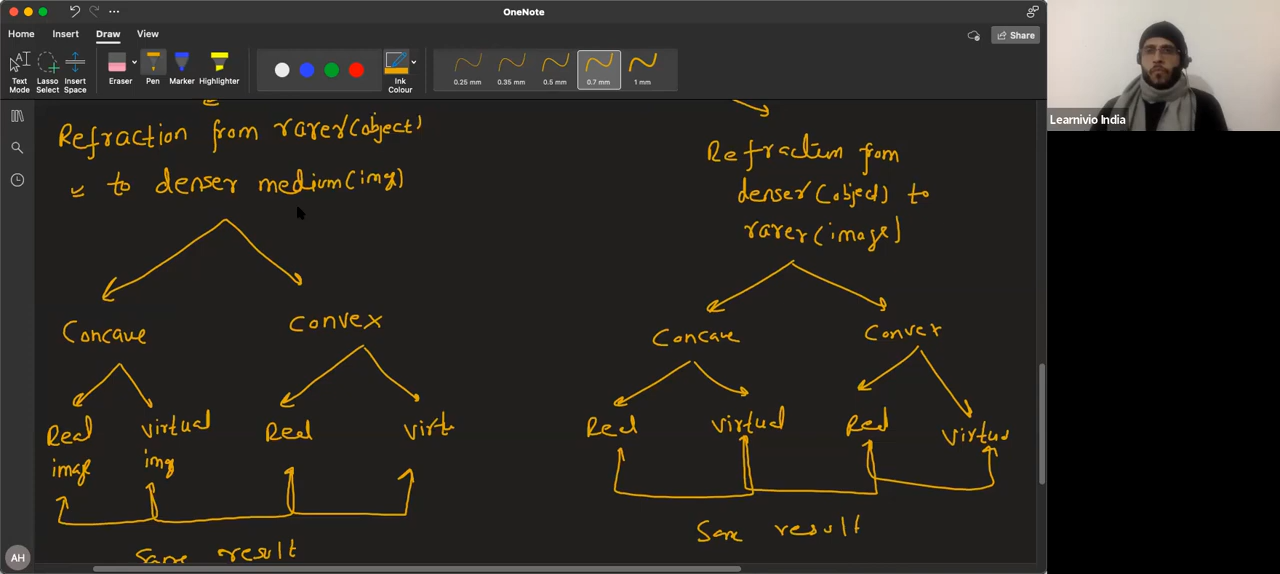 OneNote
Home Insert Draw View
Share
Text Mode
Lasso Select
Insert Space
Eraser
Pen
Marker
Highlighter
Ink Colour
0.25 mm
0.35 mm
0.5 mm
0.7 mm
1 mm
Learnivio India
Refraction from rarer(object)
to denser medium(img)
Concave
Convex
Real image
virtual img
Real
virtu
Same result
Refraction from
denser(object) to
rarer(image)
Concave
Convex
Real
virtual
Real
virtual
Same result
AH